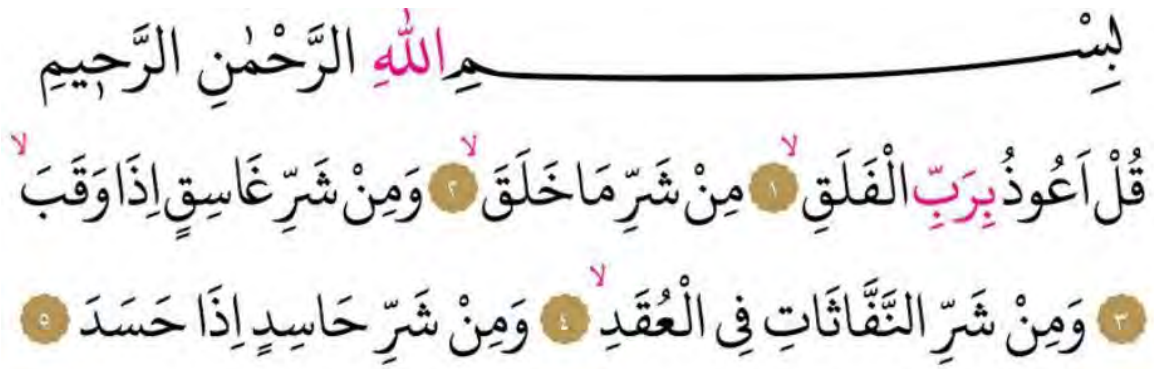 بِسْمِ اللّٰهِ الرَّحْمٰنِ الرَّحِيمِ
قُلْ اَعُوذُ بِرَبِّ الْفَلَقِۙ ١ مِنْ شَرِّ مَا خَلَقَۙ ٢ وَمِنْ شَرِّ غَاسِقٍ اِذَا وَقَبَۙ
٣ وَمِنْ شَرِّ النَّفَّاثَاتِ فِي الْعُقَدِۙ ٤ وَمِنْ شَرِّ حَاسِدٍ اِذَا حَسَدَ ٥